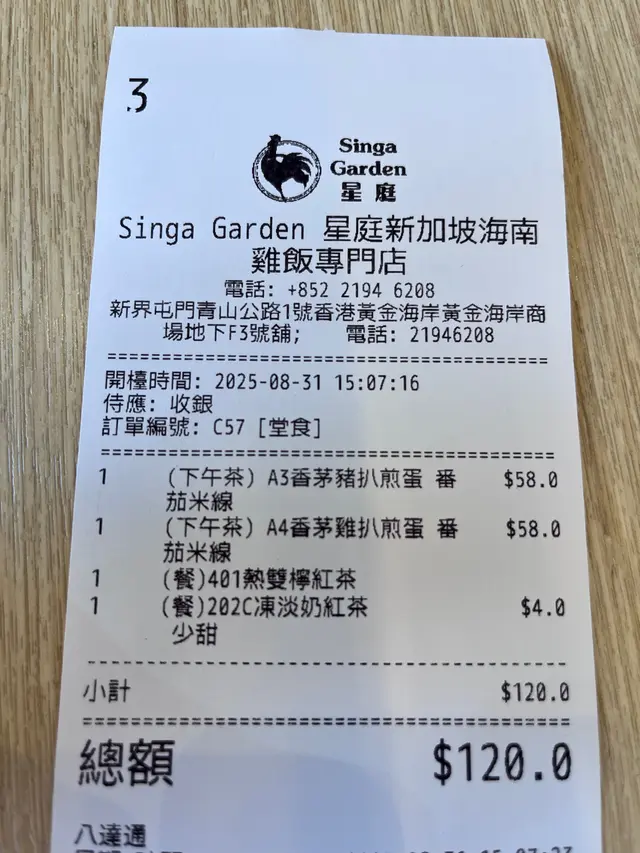 3
Singa
Garden
星庭
Singa Garden 星庭新加坡海南
雞飯專門店
電話: +852 2194 6208
新界屯門青山公路1號香港黃金海岸黃金海岸商
場地下F3號舖; 電話: 21946208
開檯時間: 2025-08-31 15:07:16
侍應: 收銀
訂單編號: C57 [堂食]
1 (下午茶) A3香茅豬扒煎蛋 番 $58.0
茄米線
1 (下午茶) A4香茅雞扒煎蛋 番 $58.0
茄米線
1 (餐)401熱雙檸紅茶
1 (餐)202C凍淡奶紅茶 $4.0
少甜
小計 $120.0
總額 $120.0
八達通